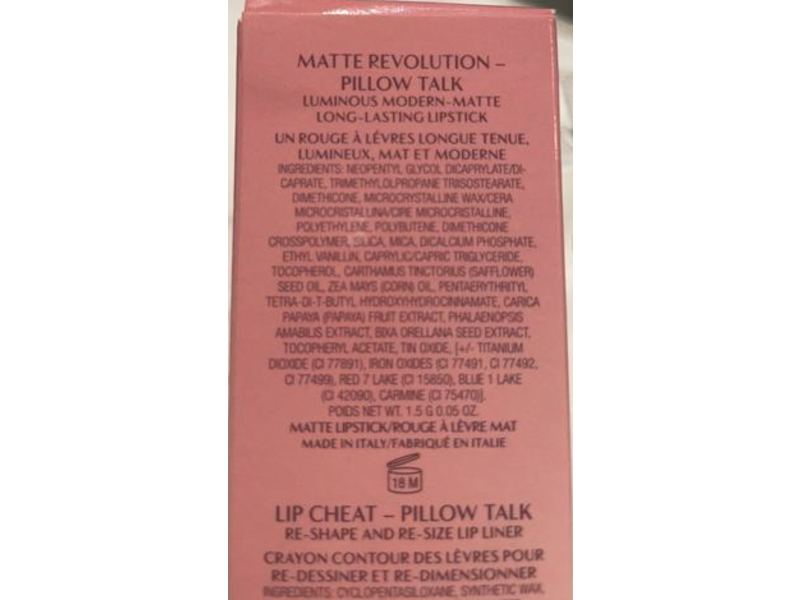 MATTE REVOLUTION –
PILLOW TALK
LUMINOUS MODERN-MATTE
LONG-LASTING LIPSTICK
UN ROUGE À LÉVRES LONGUE TENUE,
LUMINEUX, MAT ET MODERNE
INGREDIENTS: NEOPENTYL GLYCOL DICAPRYLATE/DI-
CAPRATE, TRIMETHYLOLPROPANE TRIISOSTEARATE,
DIMETHICONE, MICROCRYSTALLINE WAX/CERA
MICROCRISTALLINA/CIRE MICROCRISTALLINE,
POLYETHYLENE, POLYBUTENE, DIMETHICONE
CROSSPOLYMER, SILICA, MICA, DICALCIUM PHOSPHATE,
ETHYL VANILLIN, CAPRYLIC/CAPRIC TRIGLYCERIDE,
TOCOPHEROL, CARTHAMUS TINCTORIUS (SAFFLOWER)
SEED OIL, ZEA MAYS (CORN) OIL, PENTAERYTHRITYL
TETRA-DI-T-BUTYL HYDROXYHYDROCINNAMATE, CARICA
PAPAYA (PAPAYA) FRUIT EXTRACT, PHALAENOPSIS
AMABILIS EXTRACT, BIXA ORELLANA SEED EXTRACT,
TOCOPHERYL ACETATE, TIN OXIDE, [+/- TITANIUM
DIOXIDE (CI 77891), IRON OXIDES (CI 77491, CI 77492,
CI 77499), RED 7 LAKE (CI 15850), BLUE 1 LAKE
(CI 42090), CARMINE (CI 75470)].
POIDS NET WT. 1.5 G 0.05 OZ.
MATTE LIPSTICK/ROUGE À LÈVRE MAT
MADE IN ITALY/FABRIQUÉ EN ITALIE
18 M
LIP CHEAT – PILLOW TALK
RE-SHAPE AND RE-SIZE LIP LINER
CRAYON CONTOUR DES LÈVRES POUR
RE-DESSINER ET RE-DIMENSIONNER
INGREDIENTS: CYCLOPENTASILOXANE, SYNTHETIC WAX,